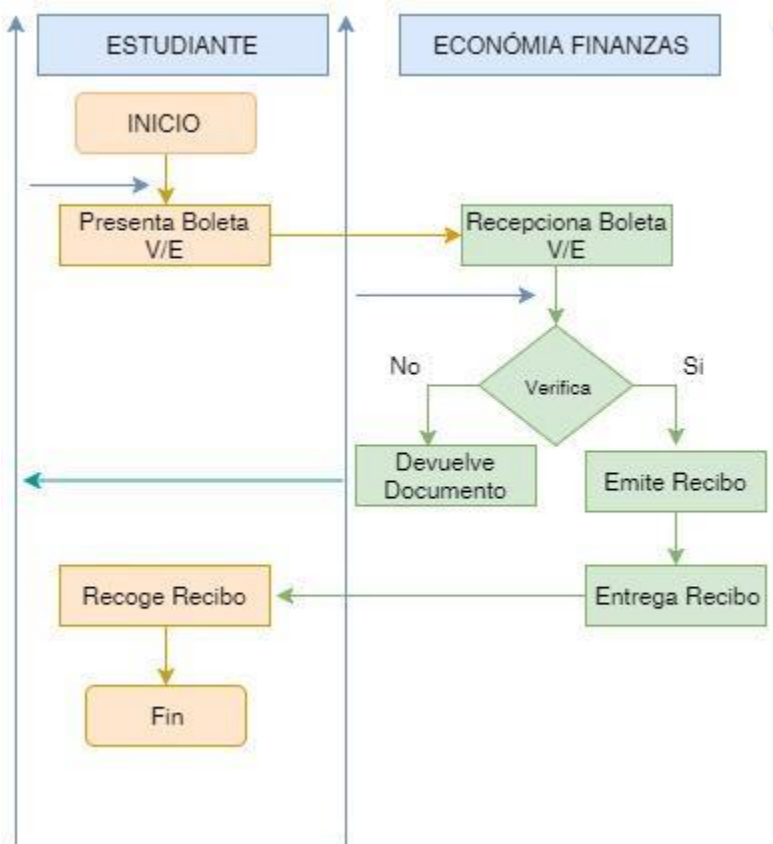 ESTUDIANTE
ECONÓMIA FINANZAS
INICIO
Presenta Boleta
V/E
Recepciona Boleta
V/E
No
Si
Verifica
Devuelve
Documento
Emite Recibo
Recoge Recibo
Entrega Recibo
Fin